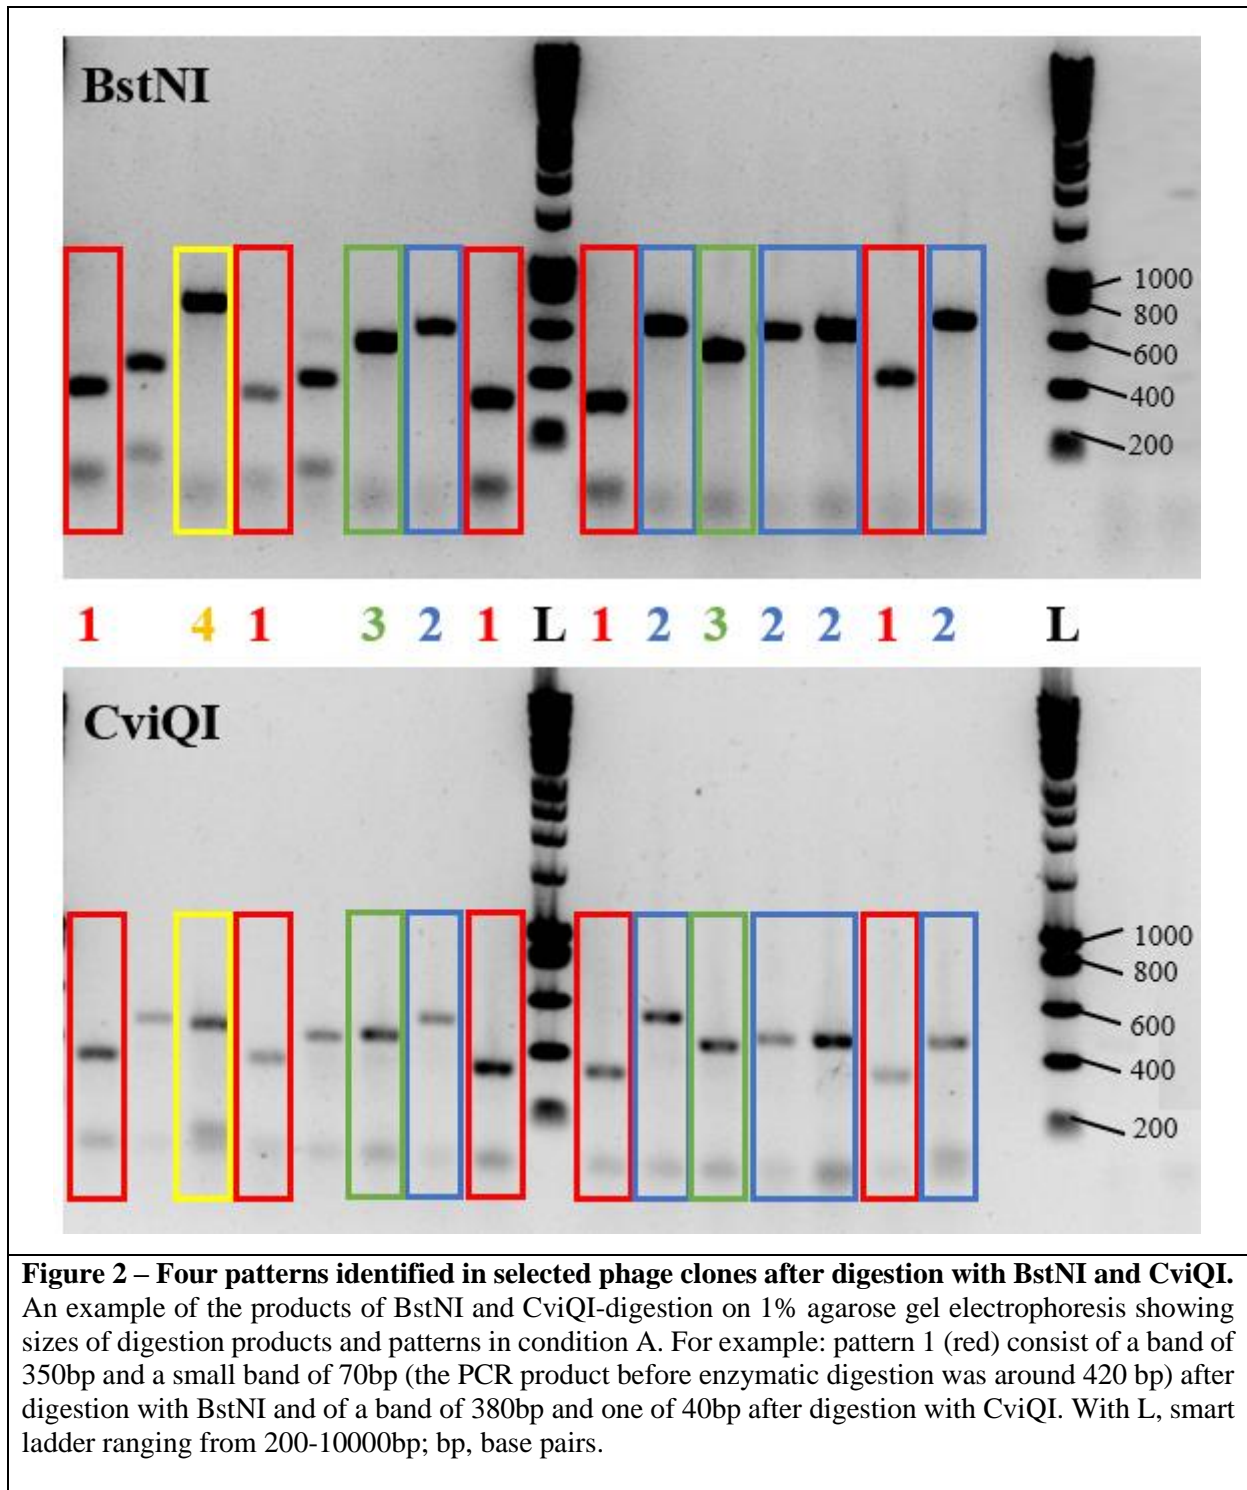 BstNI
1000
800
600
400
200
1 4 1 3 2 1 L 1 2 3 2 2 1 2 L
CviQI
1000
800
600
400
200
Figure 2 – Four patterns identified in selected phage clones after digestion with BstNI and CviQI.
An example of the products of BstNI and CviQI-digestion on 1% agarose gel electrophoresis showing
sizes of digestion products and patterns in condition A. For example: pattern 1 (red) consist of a band of
350bp and a small band of 70bp (the PCR product before enzymatic digestion was around 420 bp) after
digestion with BstNI and of a band of 380bp and one of 40bp after digestion with CviQI. With L, smart
ladder ranging from 200-10000bp; bp, base pairs.